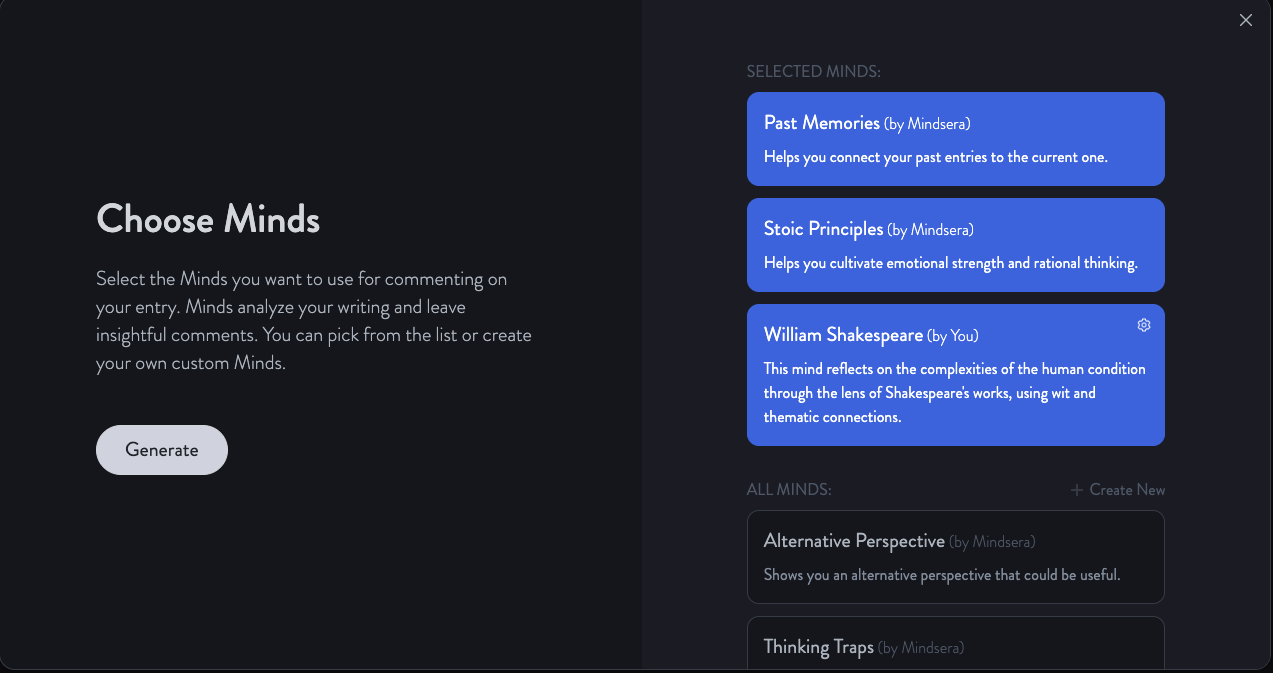 Choose Minds
Select the Minds you want to use for commenting on
your entry. Minds analyze your writing and leave
insightful comments. You can pick from the list or create
your own custom Minds.
Generate
SELECTED MINDS:
Past Memories (by Mindsera)
Helps you connect your past entries to the current one.
Stoic Principles (by Mindsera)
Helps you cultivate emotional strength and rational thinking.
William Shakespeare (by You)
This mind reflects on the complexities of the human condition
through the lens of Shakespeare's works, using wit and
thematic connections.
ALL MINDS:
+ Create New
Alternative Perspective (by Mindsera)
Shows you an alternative perspective that could be useful.
Thinking Traps (by Mindsera)